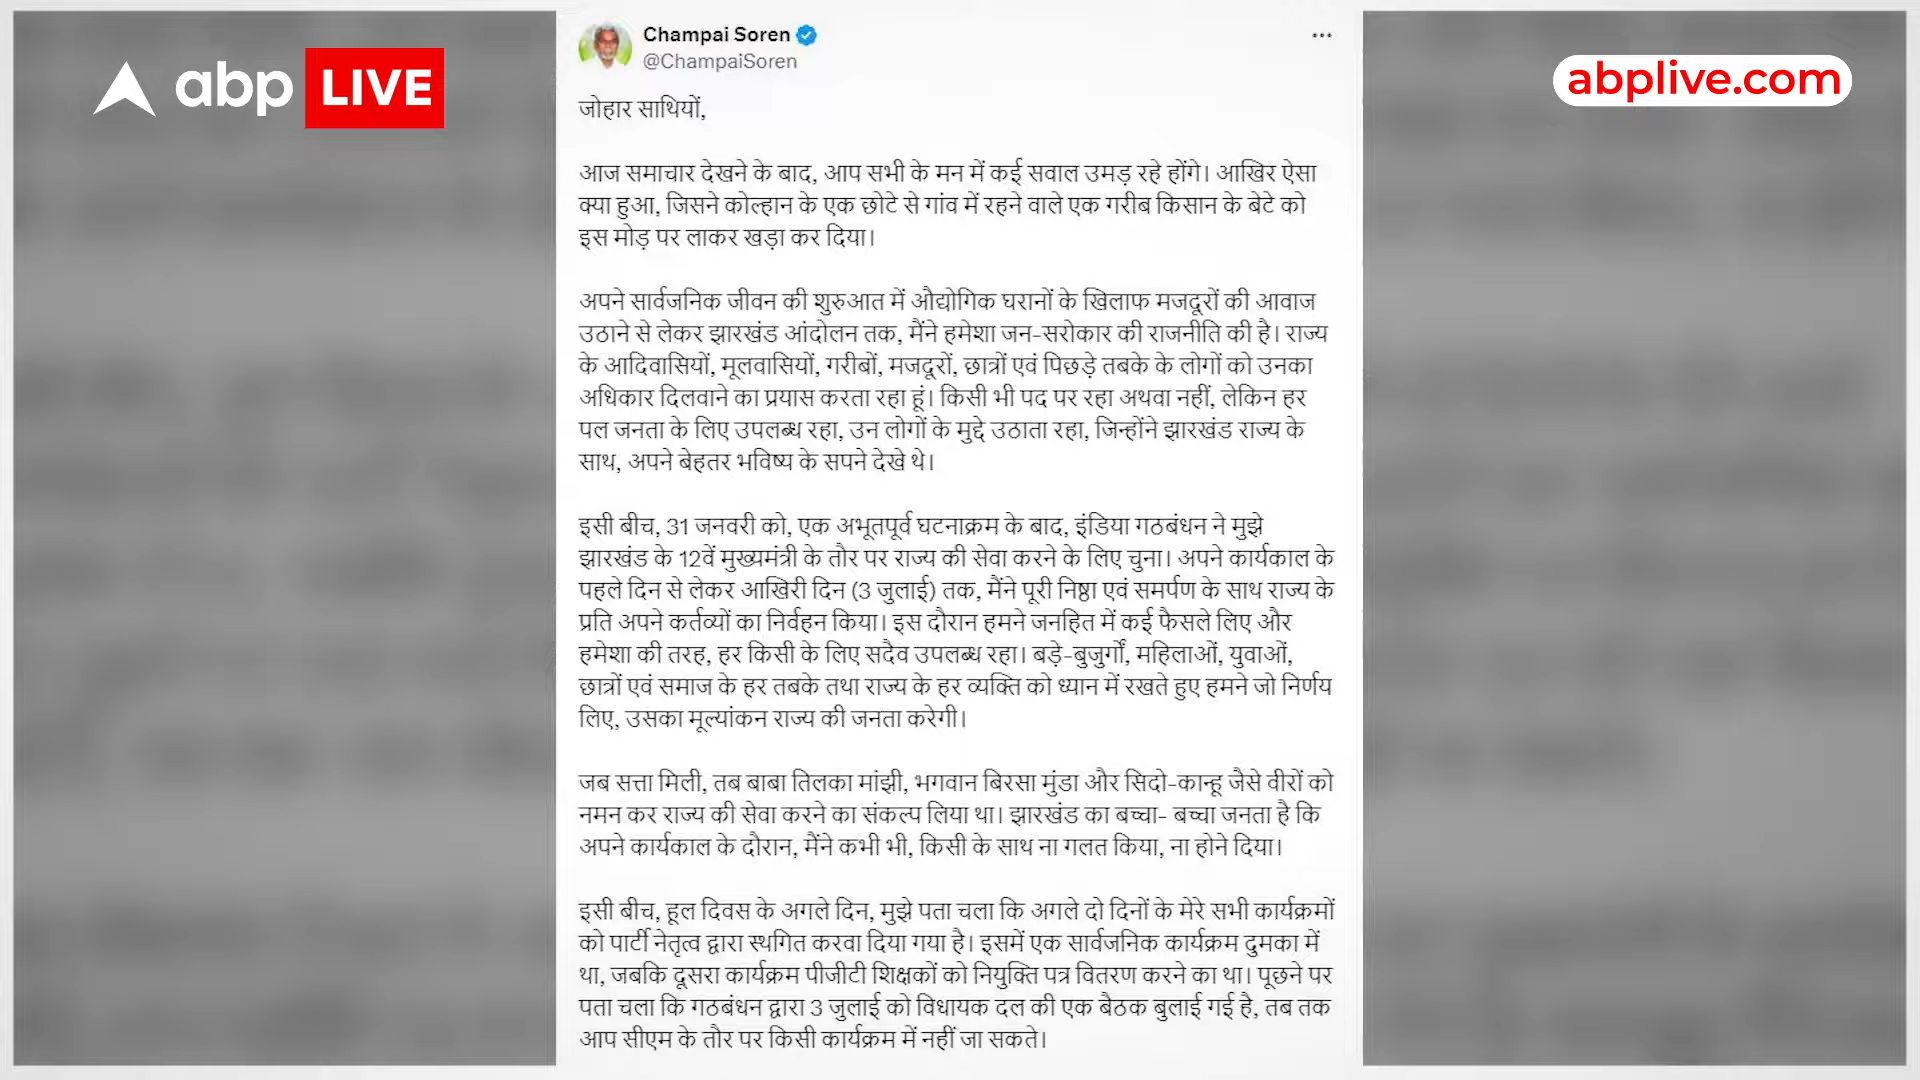 abp LIVE
abplive.com
Champai Soren
@ChampaiSoren
जोहार साथियों,
आज समाचार देखने के बाद, आप सभी के मन में कई सवाल उमड़ रहे होंगे। आखिर ऐसा
क्या हुआ, जिसने कोल्हान के एक छोटे से गांव में रहने वाले एक गरीब किसान के बेटे को
इस मोड़ पर लाकर खड़ा कर दिया।
अपने सार्वजनिक जीवन की शुरुआत में औद्योगिक घरानों के खिलाफ मजदूरों की आवाज
उठाने से लेकर झारखंड आंदोलन तक, मैंने हमेशा जन-सरोकार की राजनीति की है। राज्य
के आदिवासियों, मूलवासियों, गरीबों, मजदूरों, छात्रों एवं पिछड़े तबके के लोगों को उनका
अधिकार दिलवाने का प्रयास करता रहा हूं। किसी भी पद पर रहा अथवा नहीं, लेकिन हर
पल जनता के लिए उपलब्ध रहा, उन लोगों के मुद्दे उठाता रहा, जिन्होंने झारखंड राज्य के
साथ, अपने बेहतर भविष्य के सपने देखे थे।
इसी बीच, 31 जनवरी को, एक अभूतपूर्व घटनाक्रम के बाद, इंडिया गठबंधन ने मुझे
झारखंड के 12वें मुख्यमंत्री के तौर पर राज्य की सेवा करने के लिए चुना। अपने कार्यकाल के
पहले दिन से लेकर आखिरी दिन (3 जुलाई) तक, मैंने पूरी निष्ठा एवं समर्पण के साथ राज्य के
प्रति अपने कर्तव्यों का निर्वहन किया। इस दौरान हमने जनहित में कई फैसले लिए और
हमेशा की तरह, हर किसी के लिए सदैव उपलब्ध रहा। बड़े-बुजुर्गों, महिलाओं, युवाओं,
छात्रों एवं समाज के हर तबके तथा राज्य के हर व्यक्ति को ध्यान में रखते हुए हमने जो निर्णय
लिए, उसका मूल्यांकन राज्य की जनता करेगी।
जब सत्ता मिली, तब बाबा तिलका मांझी, भगवान बिरसा मुंडा और सिदो-कान्हू जैसे वीरों को
नमन कर राज्य की सेवा करने का संकल्प लिया था। झारखंड का बच्चा- बच्चा जनता है कि
अपने कार्यकाल के दौरान, मैंने कभी भी, किसी के साथ ना गलत किया, ना होने दिया।
इसी बीच, हूल दिवस के अगले दिन, मुझे पता चला कि अगले दो दिनों के मेरे सभी कार्यक्रमों
को पार्टी नेतृत्व द्वारा स्थगित करवा दिया गया है। इसमें एक सार्वजनिक कार्यक्रम दुमका में
था, जबकि दूसरा कार्यक्रम पीजीटी शिक्षकों को नियुक्ति पत्र वितरण करने का था। पूछने पर
पता चला कि गठबंधन द्वारा 3 जुलाई को विधायक दल की एक बैठक बुलाई गई है, तब तक
आप सीएम के तौर पर किसी कार्यक्रम में नहीं जा सकते।